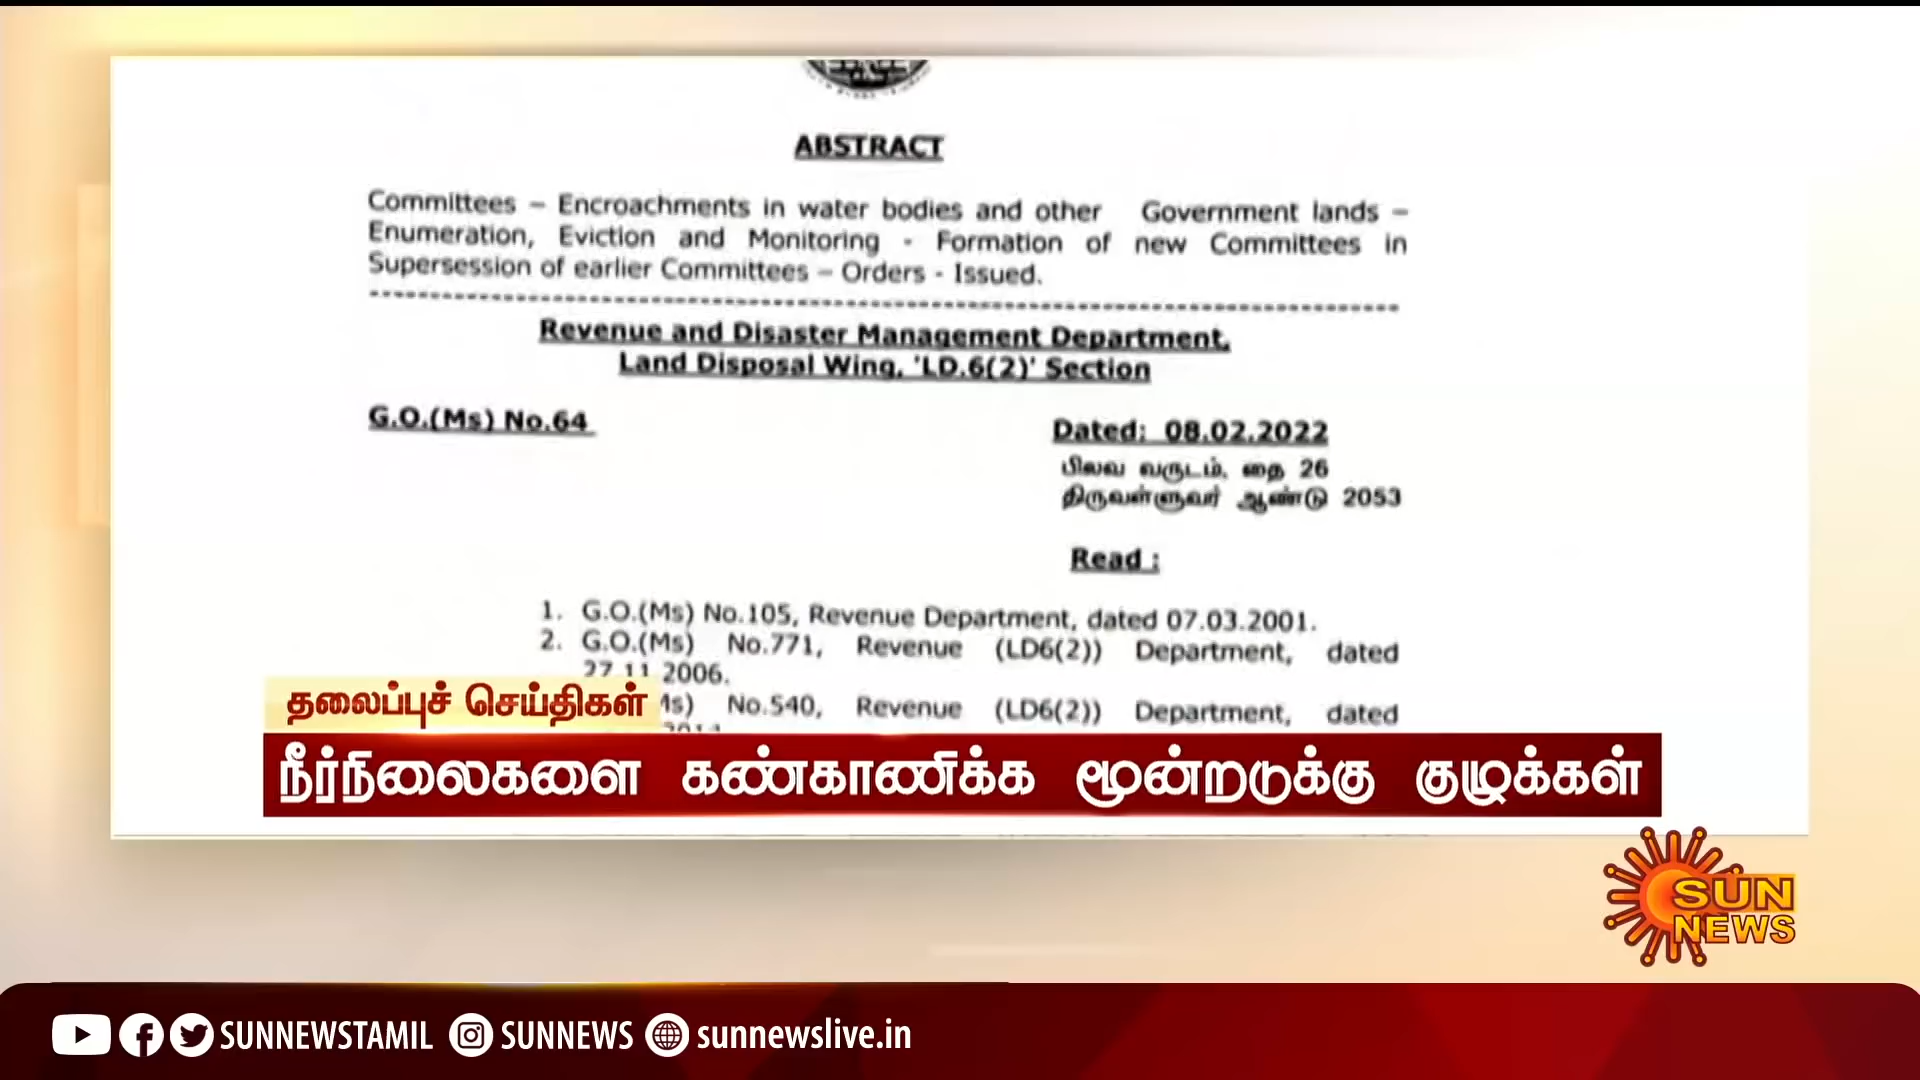 ABSTRACT
Committees – Encroachments in water bodies and other Government lands –
Enumeration, Eviction and Monitoring - Formation of new Committees in
Supersession of earlier Committees – Orders - Issued.
Revenue and Disaster Management Department,
Land Disposal Wing, 'LD.6(2)' Section
G.O.(Ms) No.64
Dated: 08.02.2022
பிலவ வருடம், தை 26
திருவள்ளுவர் ஆண்டு 2053
Read :
1. G.O.(Ms) No.105, Revenue Department, dated 07.03.2001.
2. G.O.(Ms) No.771, Revenue (LD6(2)) Department, dated
27.11.2006.
Ms) No.540, Revenue (LD6(2)) Department, dated
தலைப்புச் செய்திகள்
நீர்நிலைகளை கண்காணிக்க மூன்றடுக்கு குழுக்கள்
SUN
NEWS
SUNNEWSTAMIL SUNNEWS sunnewslive.in